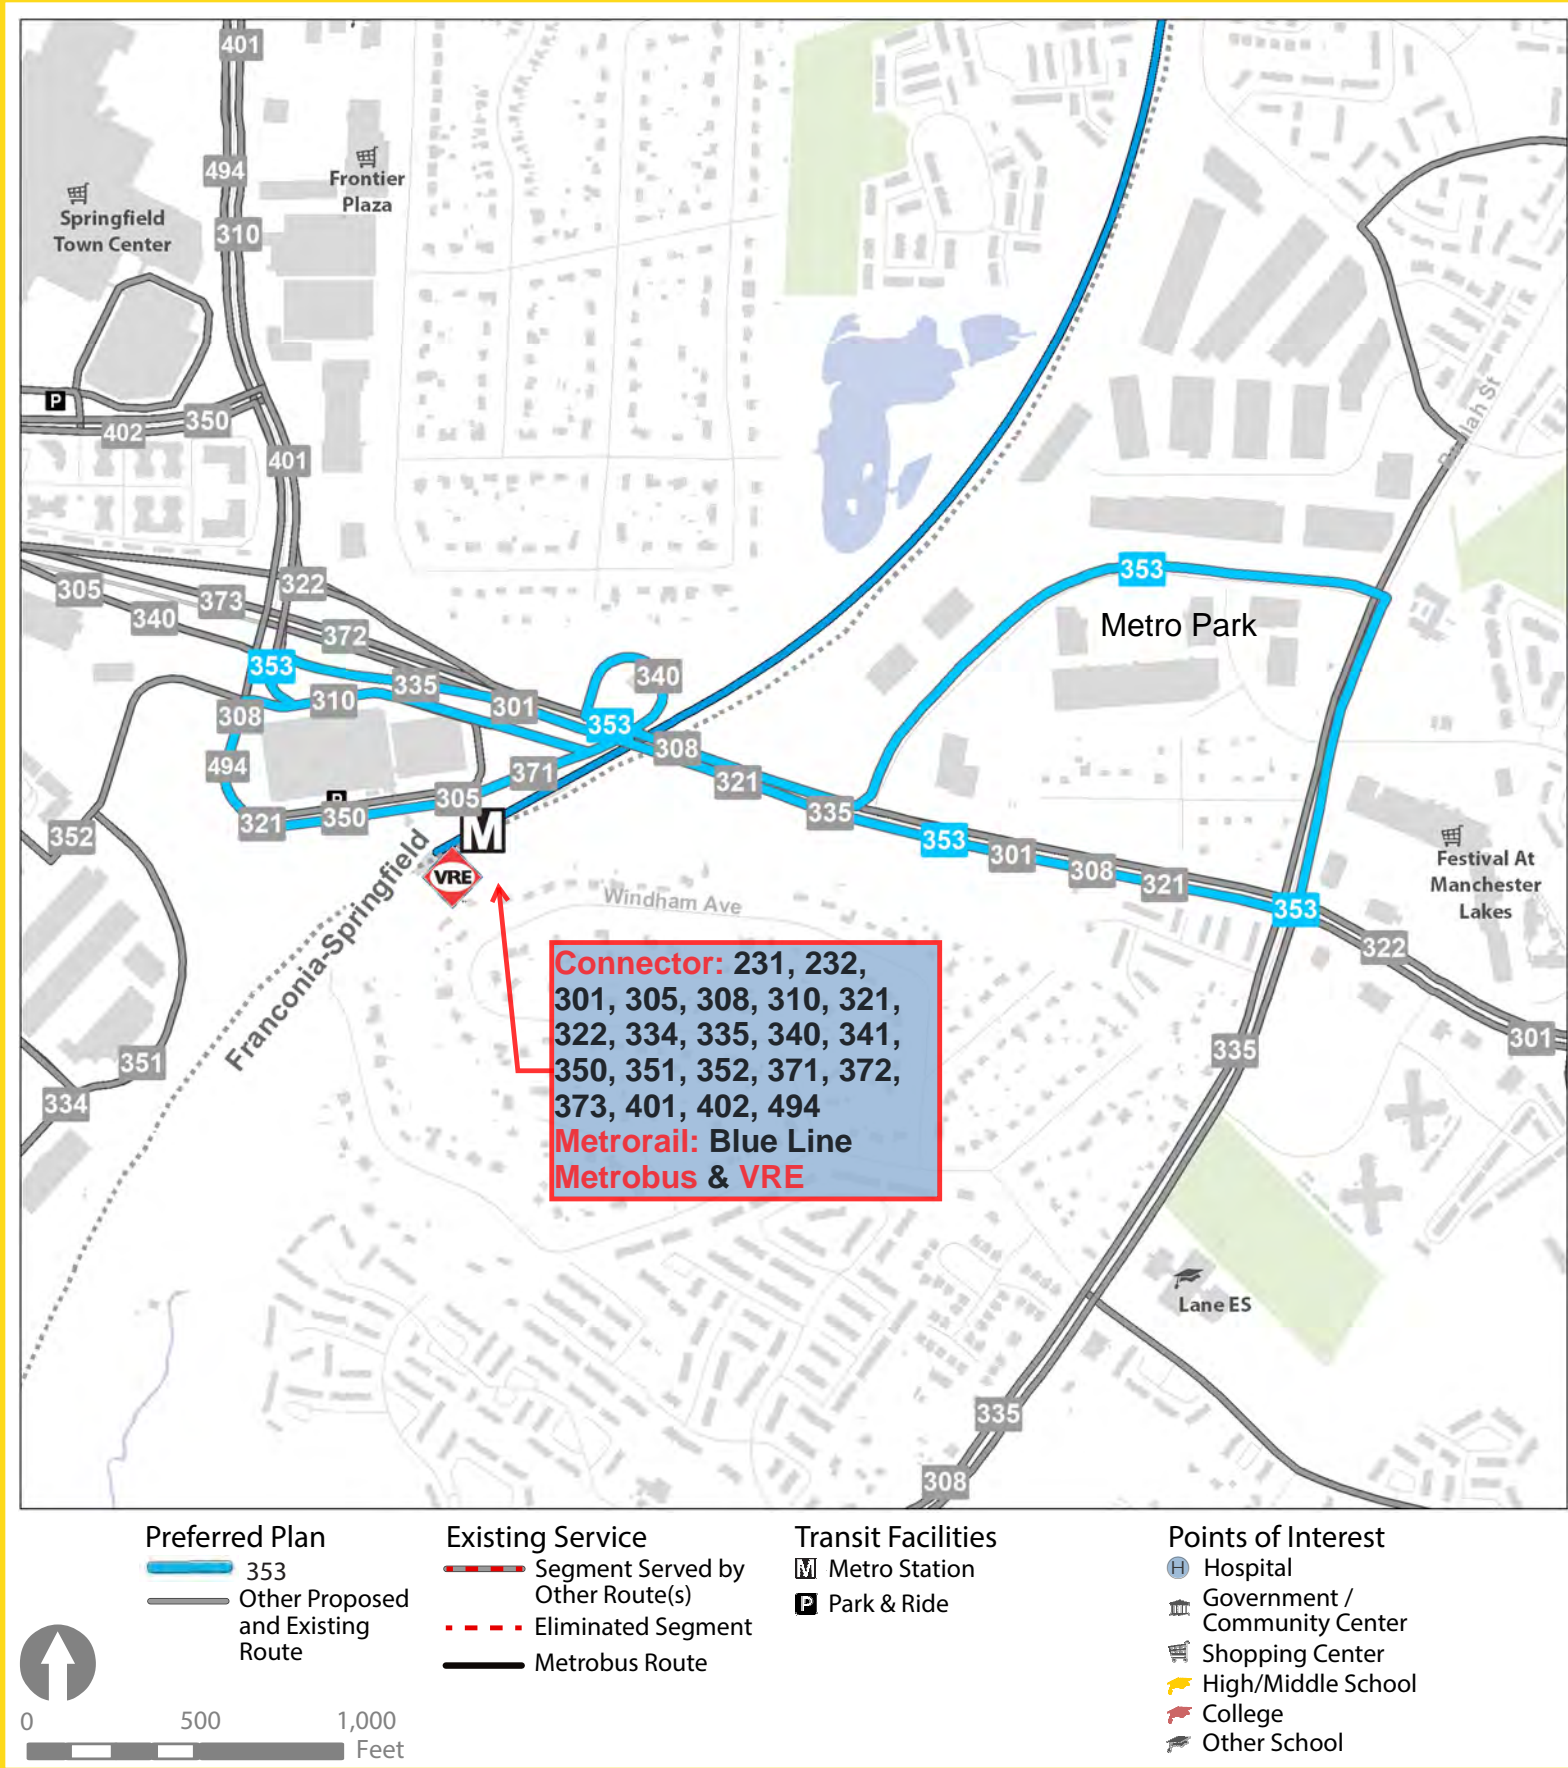 401
494
310
Frontier
Plaza
Springfield
Town Center
P
402
350
401
305
373
322
340
372
353
335
310
301
308
340
353
308
494
371
321
305
321
350
335
M
VRE
352
353
Metro Park
353
301
308
321
353
Festival At
Manchester
Lakes
322
301
335
Windham Ave
Franconia-Springfield
351
334
Connector: 231, 232,
301, 305, 308, 310, 321,
322, 334, 335, 340, 341,
350, 351, 352, 371, 372,
373, 401, 402, 494
Metrorail: Blue Line
Metrobus & VRE
Lane ES
335
308
Preferred Plan
353
Other Proposed
and Existing
Route
Existing Service
Segment Served by
Other Route(s)
Eliminated Segment
Metrobus Route
Transit Facilities
M Metro Station
P Park & Ride
Points of Interest
H Hospital
Government /
Community Center
Shopping Center
High/Middle School
College
Other School
0 500 1,000
Feet